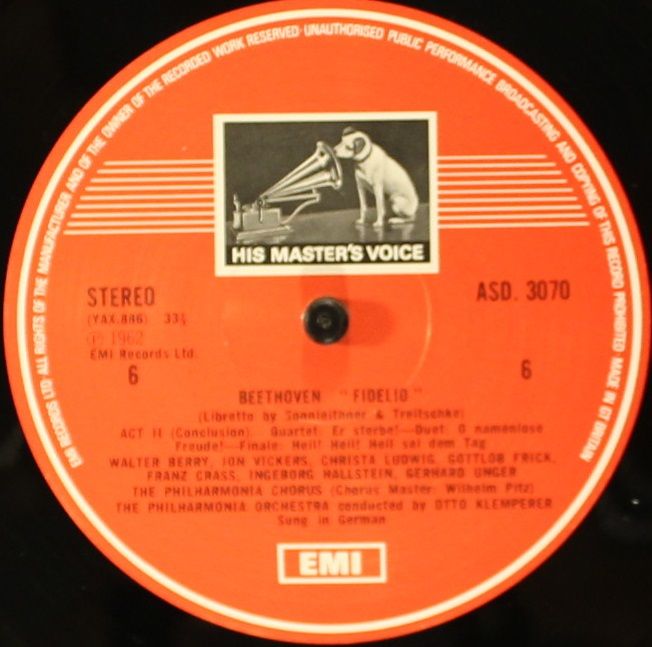 EMI RECORDS LTD· ALL RIGHTS OF THE MANUFACTURER AND OF THE OWNER OF THE RECORDED WORK RESERVED· UNAUTHORISED PUBLIC PERFORMANCE BROADCASTING AND COPYING OF THIS RECORD PROHIBITED· MADE IN GT BRITAIN
HIS MASTER'S VOICE
STEREO
ASD. 3070
(YAX.886) 33⅓
Ⓟ 1962
EMI Records Ltd.
6
6
BEETHOVEN "FIDELIO"
(Libretto by Sonnleithner & Treitschke)
ACT II (Conclusion). Quartet: Er sterbe!—Duet: O namenlose
Freude!—Finale: Heil! Heil! Heil sei dem Tag
WALTER BERRY, JON VICKERS, CHRISTA LUDWIG, GOTTLOB FRICK,
FRANZ CRASS, INGEBORG HALLSTEIN, GERHARD UNGER
THE PHILHARMONIA CHORUS (Chorus Master: Wilhelm Pitz)
THE PHILHARMONIA ORCHESTRA conducted by OTTO KLEMPERER
Sung in German
EMI